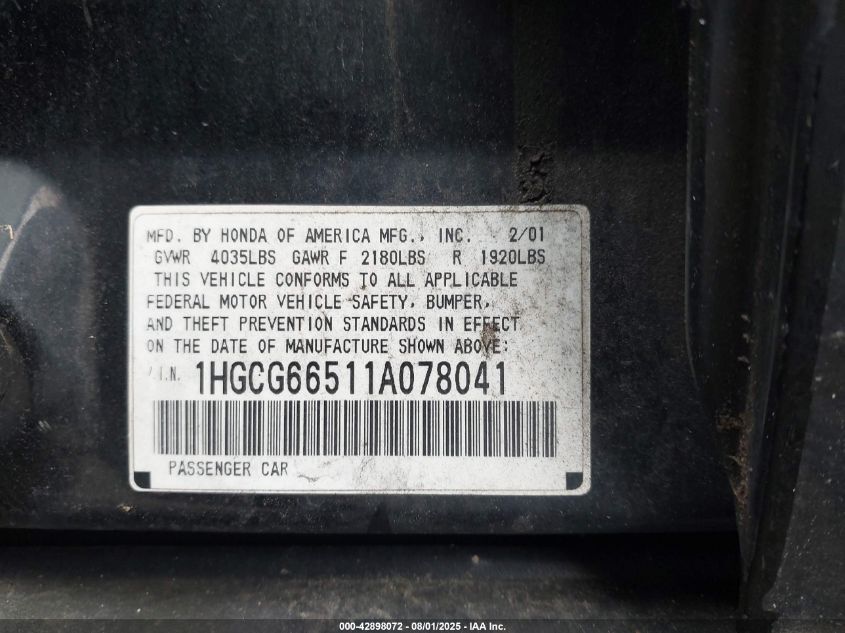 MFD. BY HONDA OF AMERICA MFG., INC. 2/01
GVWR 4035LBS GAWR F 2180LBS R 1920LBS
THIS VEHICLE CONFORMS TO ALL APPLICABLE
FEDERAL MOTOR VEHICLE SAFETY, BUMPER,
AND THEFT PREVENTION STANDARDS IN EFFECT
ON THE DATE OF MANUFACTURE SHOWN ABOVE:
V.I.N. 1HGCG66511A078041
PASSENGER CAR
000-42898072 - 08/01/2025 - IAA Inc.